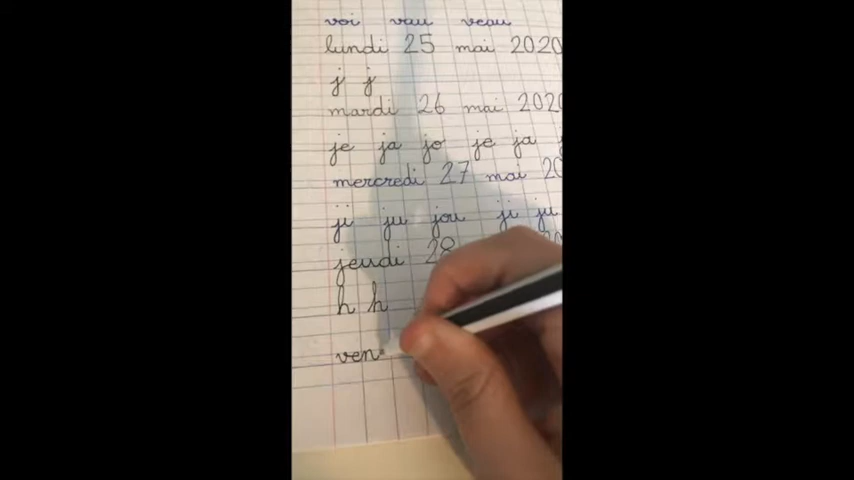 voi vau veau
lundi 25 mai 2020
j j
mardi 26 mai 2020
je ja jo je ja
mercredi 27 mai 20
ji ju jou ji ju
jeudi 28
h h
ven